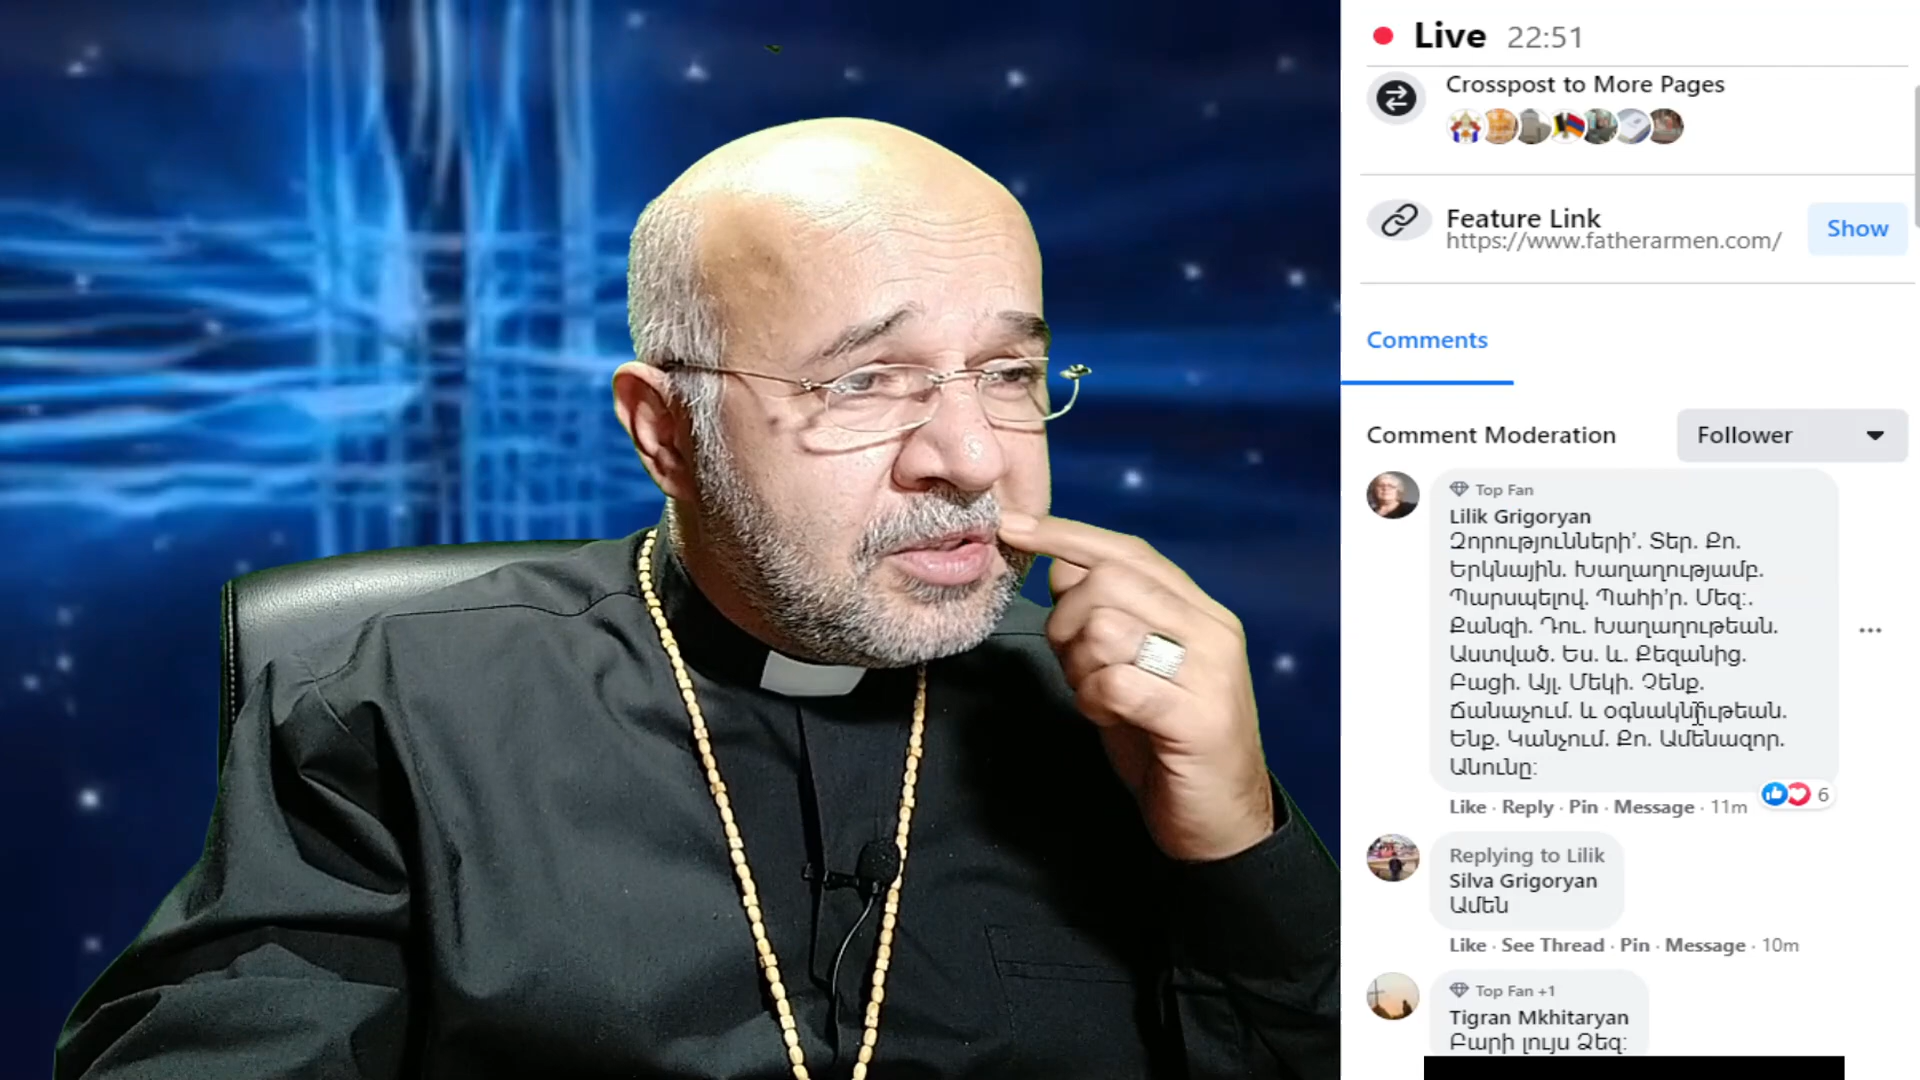 Live 22:51
Crosspost to More Pages
Feature Link
https://www.fatherarmen.com/
Show
Comments
Comment Moderation
Follower
Top Fan
Lilik Grigoryan
Զորությունների՛. Տեր. Քո.
Երկնային. Խաղաղությամբ.
Պարսպելով. Պահի՛ր. Մեզ:.
Քանզի. Դու. Խաղաղութեան.
Աստված. Ես. և. Քեզանից.
Բացի. Այլ. Մեկի. Չենք.
Ճանաչում. և օգնականութեան.
Ենք. Կանչում. Քո. Ամենազոր.
Անունը:
Like · Reply · Pin · Message · 11m
6
Replying to Lilik
Silva Grigoryan
Ամեն
Like · See Thread · Pin · Message · 10m
Top Fan +1
Tigran Mkhitaryan
Բարի լույս Ձեզ: